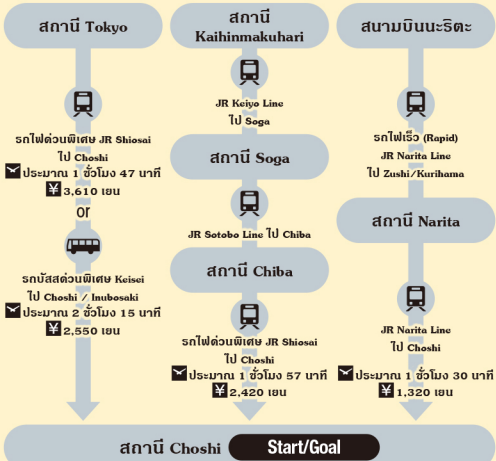 สถานี Tokyo
รถไฟด่วนพิเศษ JR Shiosai
ไป Choshi
ประมาณ 1 ชั่วโมง 47 นาที
¥ 3,610 เยน
or
รถบัสด่วนพิเศษ Keisei
ไป Choshi / Inubosaki
ประมาณ 2 ชั่วโมง 15 นาที
¥ 2,550 เยน
สถานี
Kaihinmakuhari
JR Keiyo Line
ไป Soga
สถานี Soga
JR Sotobo Line ไป Chiba
สถานี Chiba
รถไฟด่วนพิเศษ JR Shiosai
ไป Choshi
ประมาณ 1 ชั่วโมง 57 นาที
¥ 2,420 เยน
สนามบินนะริตะ
รถไฟเร็ว (Rapid)
JR Narita Line
ไป Zushi/Kurihama
สถานี Narita
JR Narita Line
ไป Choshi
ประมาณ 1 ชั่วโมง 30 นาที
¥ 1,320 เยน
สถานี Choshi Start/Goal